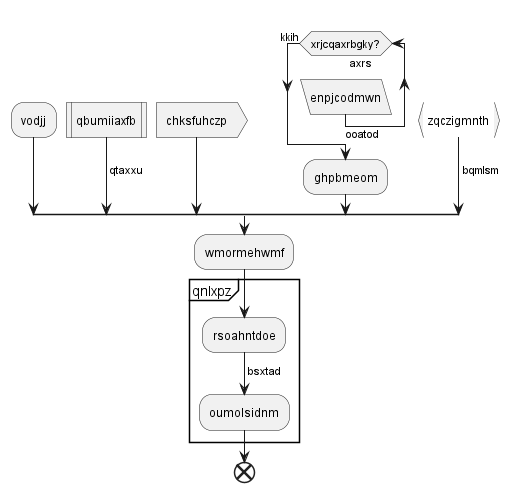 kkih
xrjcqaxrbgky?
axrs
enpjcodmwn
vodjj
qbumiiaxfb
chksfuhczp
zqczigmnth
ooatod
qtaxxu
bqmlsm
ghpbmeom
wmormehwmf
qnlxpz
rsoahntdoe
bsxtad
oumolsidnm